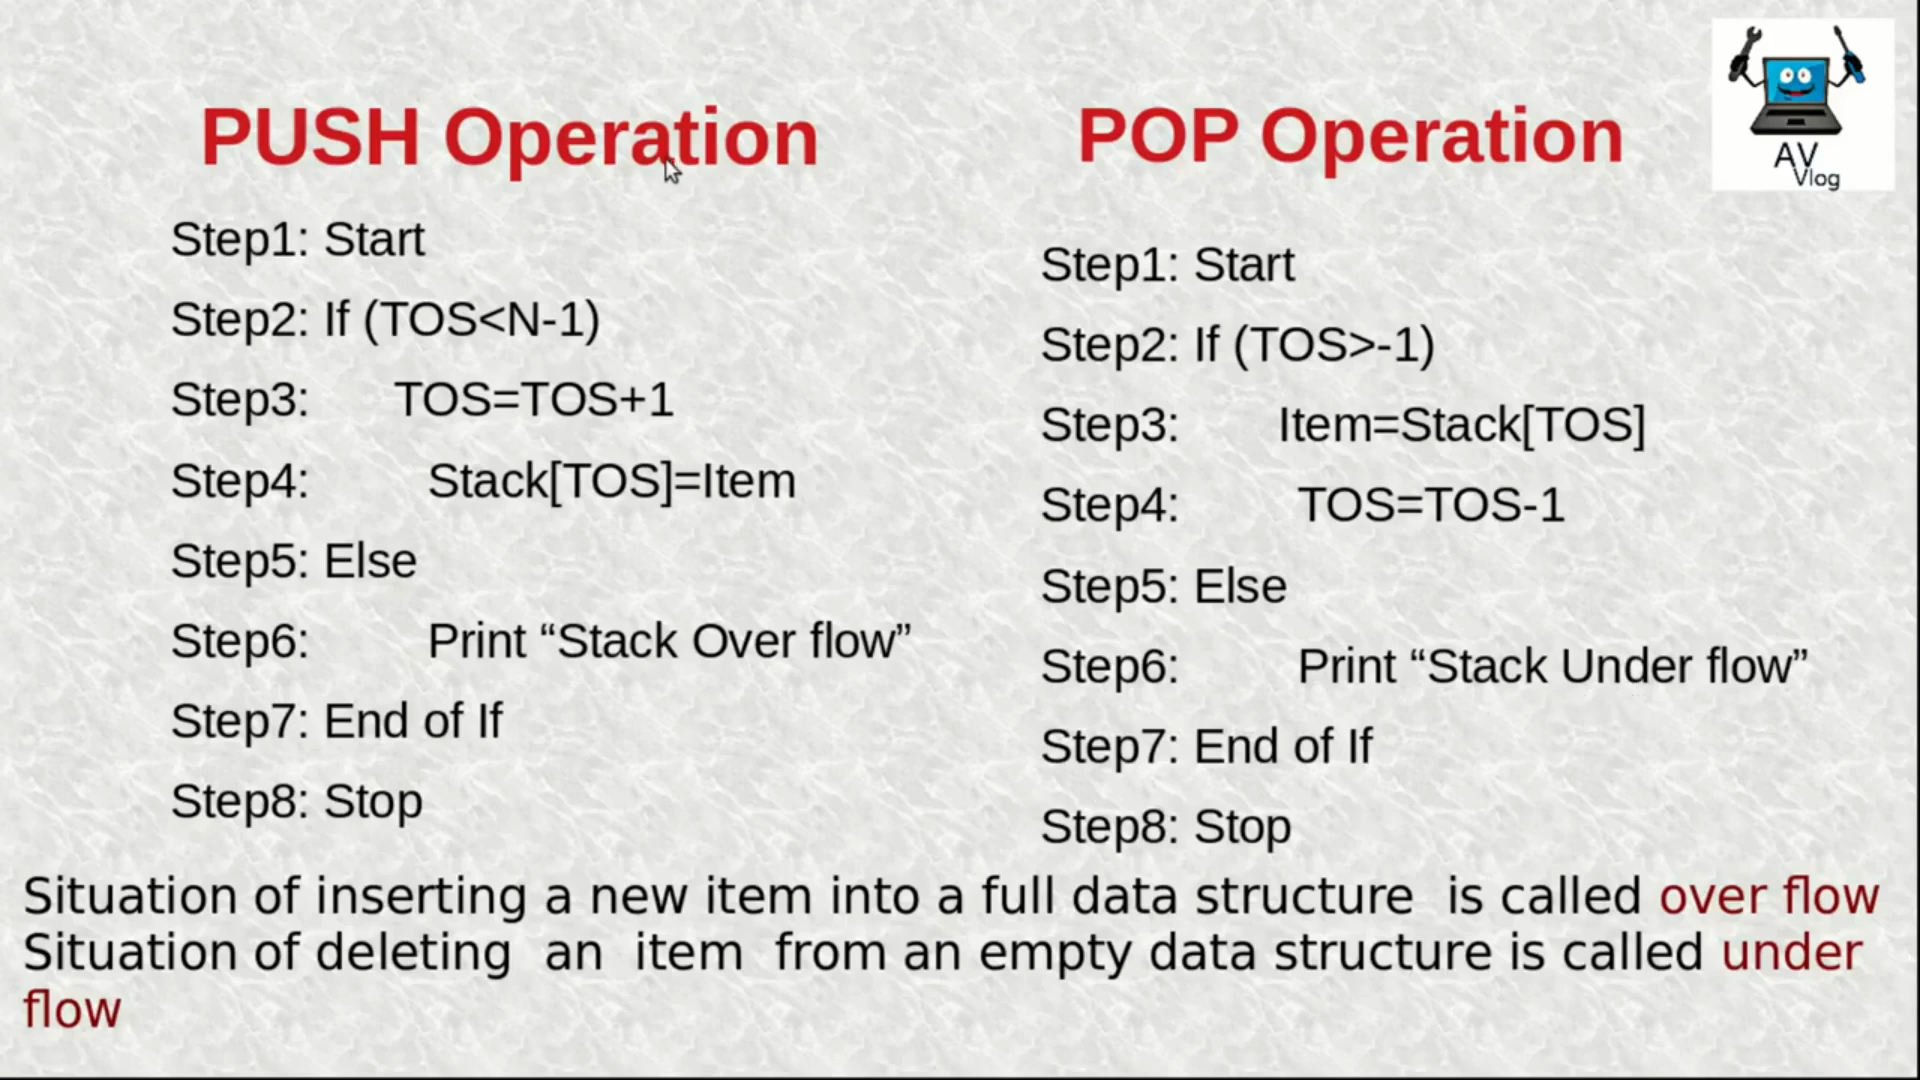 PUSH Operation
Step1: Start
Step2: If (TOS<N-1)
Step3: TOS=TOS+1
Step4: Stack[TOS]=Item
Step5: Else
Step6: Print “Stack Over flow”
Step7: End of If
Step8: Stop
POP Operation
Step1: Start
Step2: If (TOS>-1)
Step3: Item=Stack[TOS]
Step4: TOS=TOS-1
Step5: Else
Step6: Print “Stack Under flow”
Step7: End of If
Step8: Stop
AV
Vlog
Situation of inserting a new item into a full data structure is called over flow
Situation of deleting an item from an empty data structure is called under
flow